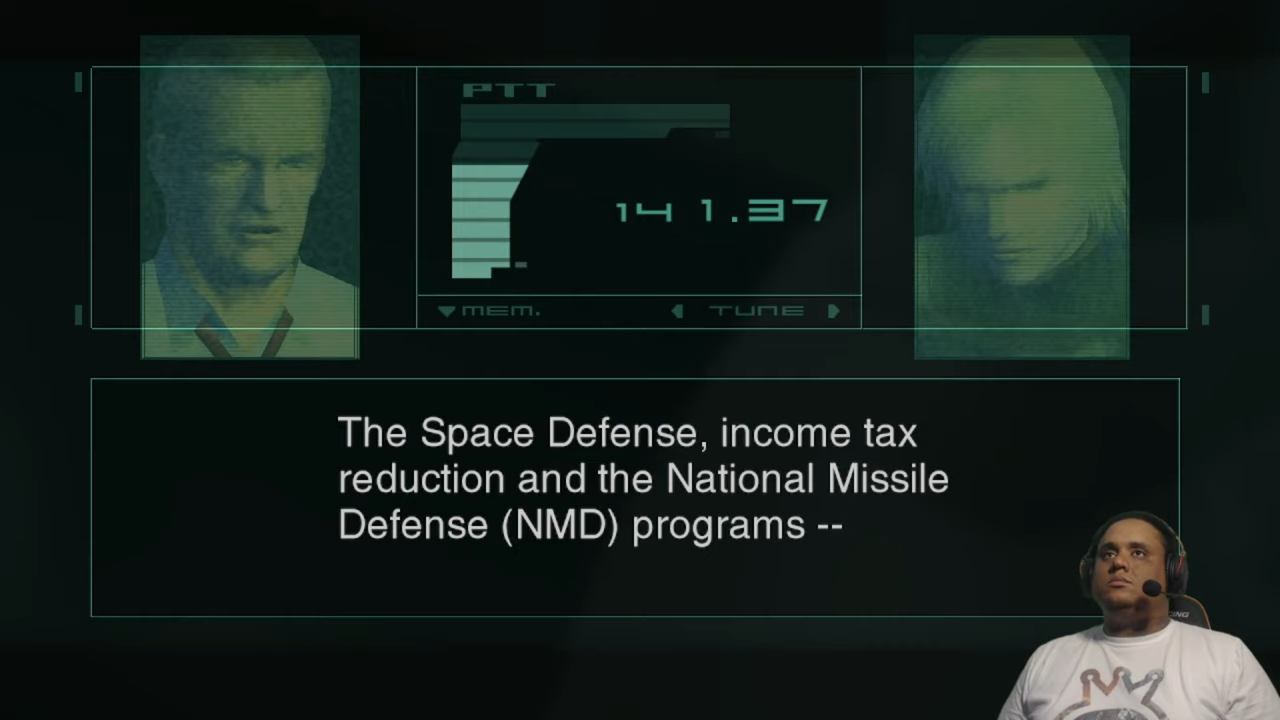 PTT
141.37
MEM.
TUNE
The Space Defense, income tax
reduction and the National Missile
Defense (NMD) programs --